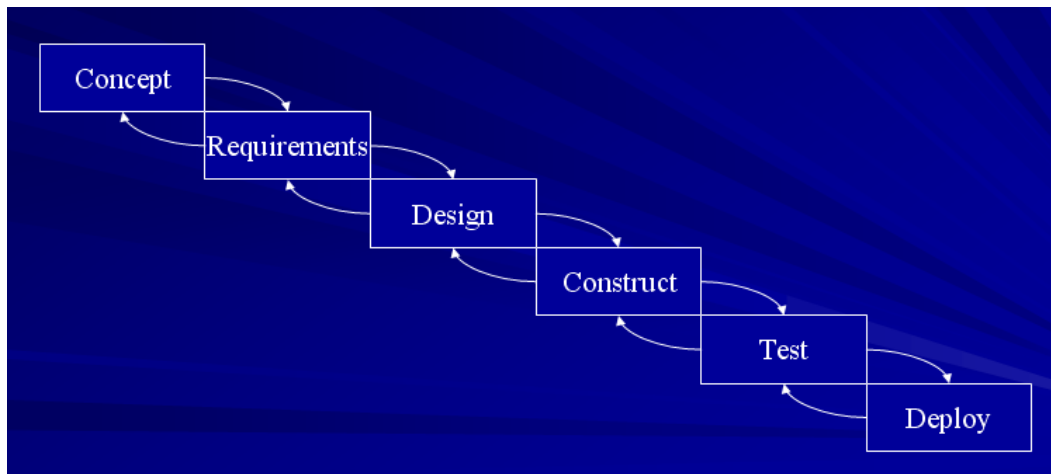 Concept
Requirements
Design
Construct
Test
Deploy